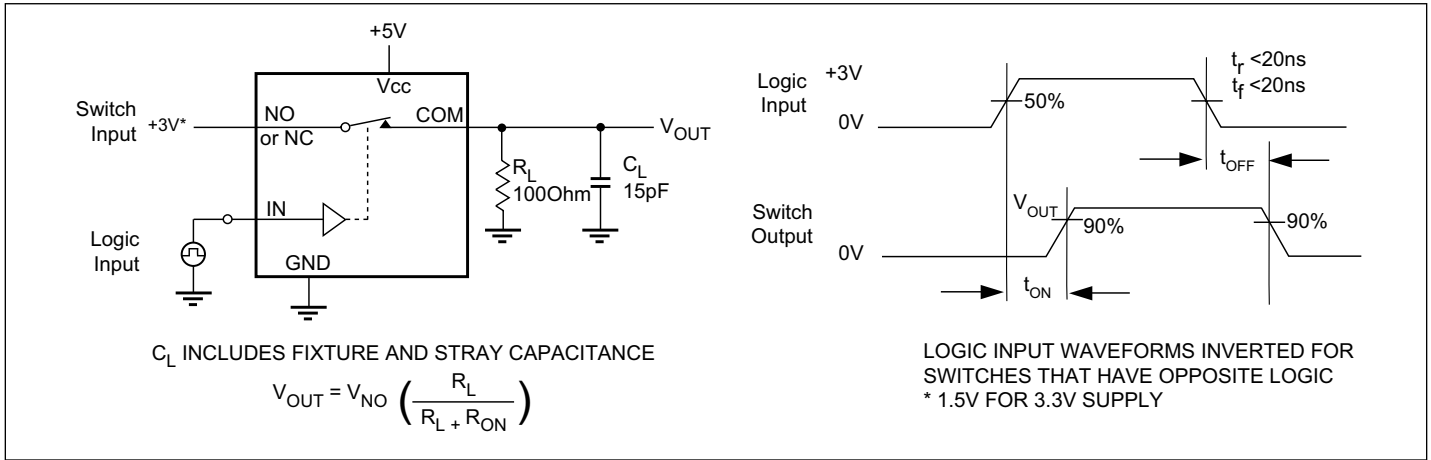 +5V
Vcc
Switch
Input
+3V*
NO
or NC
COM
VOUT
RL
100Ohm
CL
15pF
IN
Logic
Input
GND
CL INCLUDES FIXTURE AND STRAY CAPACITANCE
VOUT = VNO ( RL / RL + RON )
Logic
Input
+3V
0V
50%
tr <20ns
tf <20ns
tOFF
Switch
Output
VOUT
0V
90%
90%
tON
LOGIC INPUT WAVEFORMS INVERTED FOR
SWITCHES THAT HAVE OPPOSITE LOGIC
* 1.5V FOR 3.3V SUPPLY